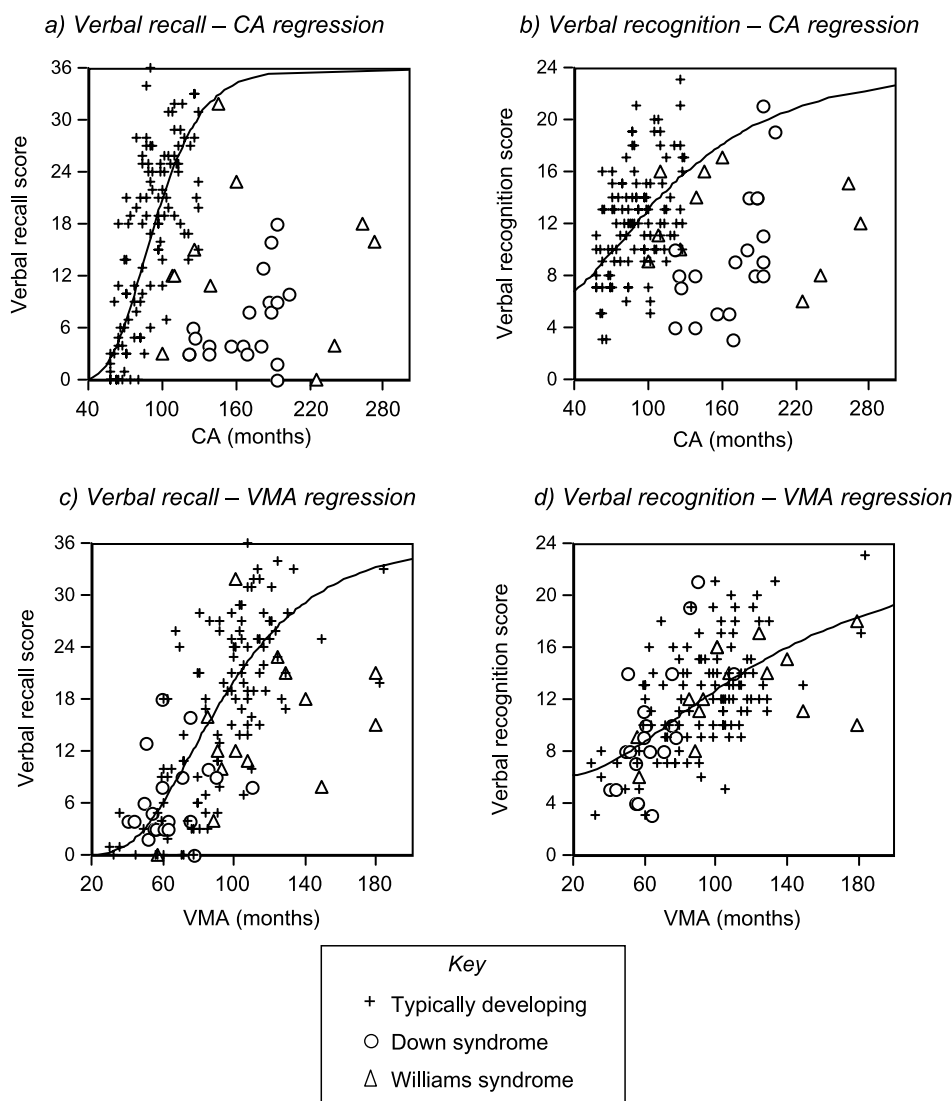 a) Verbal recall – CA regression
36
30
24
18
12
6
0
Verbal recall score
40 100 160 220 280
CA (months)
b) Verbal recognition – CA regression
24
20
16
12
8
4
0
Verbal recognition score
40 100 160 220 280
CA (months)
c) Verbal recall – VMA regression
36
30
24
18
12
6
0
Verbal recall score
20 60 100 140 180
VMA (months)
d) Verbal recognition – VMA regression
24
20
16
12
8
4
0
Verbal recognition score
20 60 100 140 180
VMA (months)
Key
Typically developing
Down syndrome
Williams syndrome